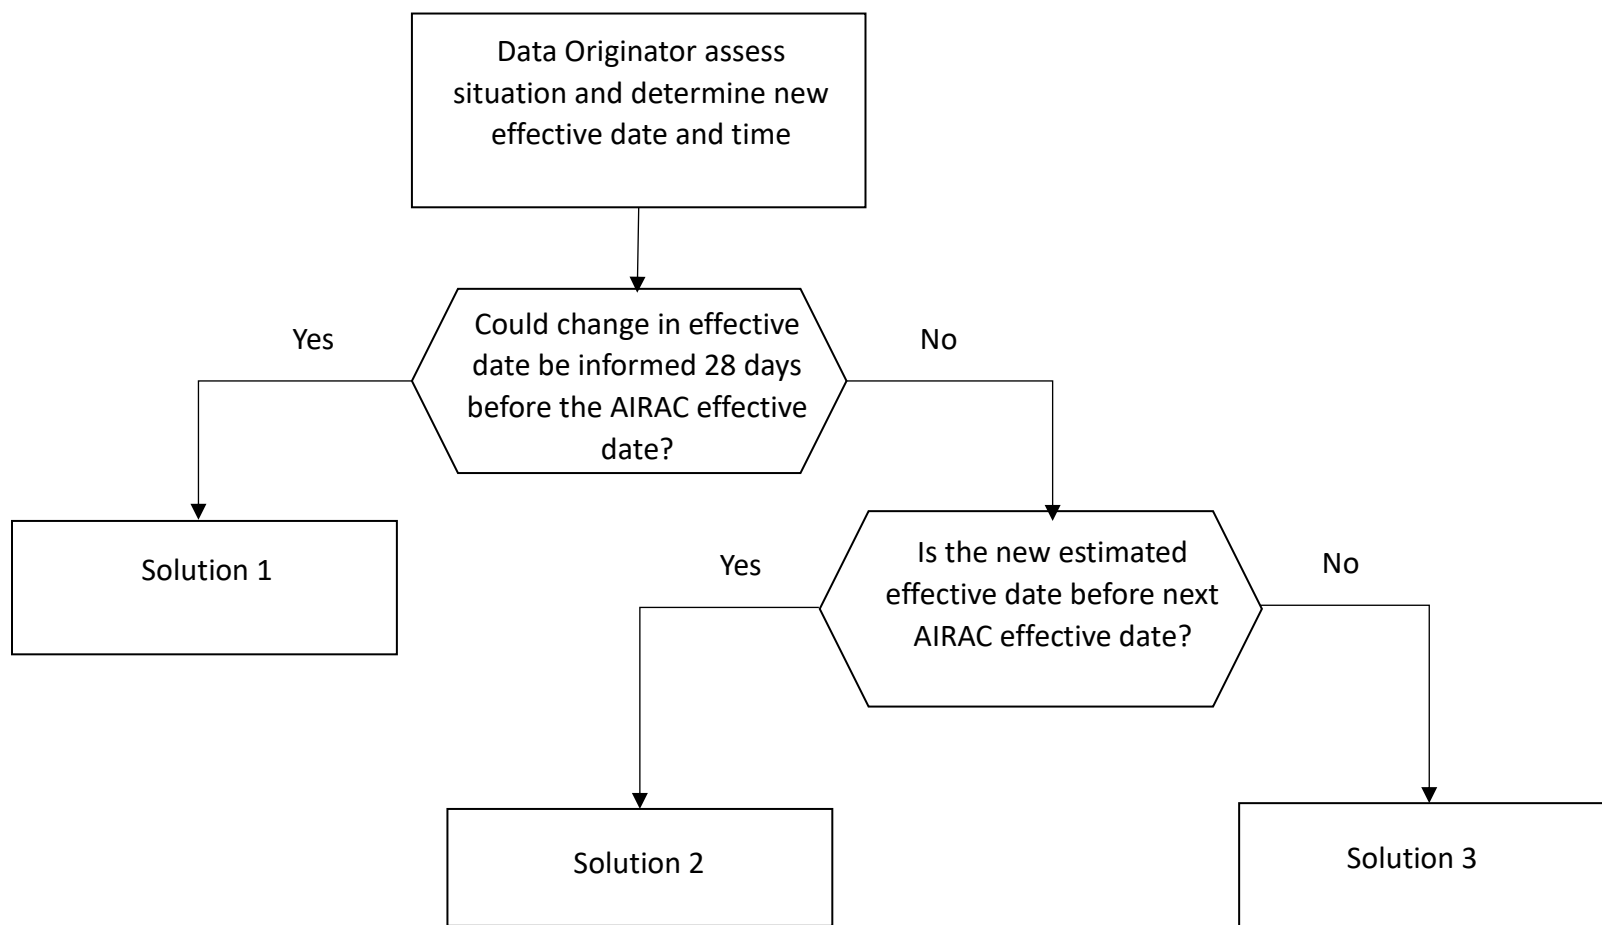 Data Originator assess
situation and determine new
effective date and time
Yes
Could change in effective
date be informed 28 days
before the AIRAC effective
date?
No
Solution 1
Yes
Is the new estimated
effective date before next
AIRAC effective date?
No
Solution 2
Solution 3